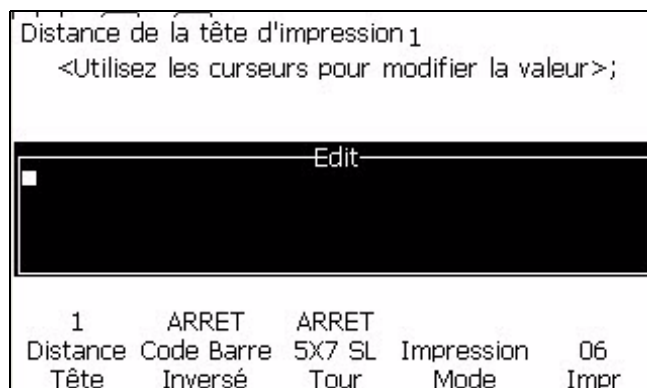 Distance de la tête d'impression 1
<Utilisez les curseurs pour modifier la valeur>;
Edit
1 ARRET ARRET
Distance Code Barre 5X7 SL Impression 06
Tête Inversé Tour Mode Impr